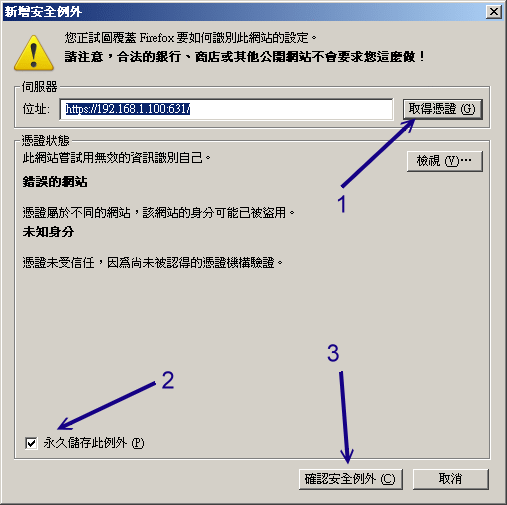 新增安全例外
您正試圖覆蓋 Firefox 要如何識別此網站的設定。
請注意，合法的銀行、商店或其他公開網站不會要求您這麼做！
伺服器
位址: https://192.168.1.100:631/ 取得憑證 (G)
憑證狀態
此網站嘗試用無效的資訊識別自己。 檢視 (V)…
錯誤的網站
1
憑證屬於不同的網站，該網站的身分可能已被盜用。
未知身分
憑證未受信任，因為尚未被認得的憑證機構驗證。
3
2
永久儲存此例外 (P)
確認安全例外 (C) 取消